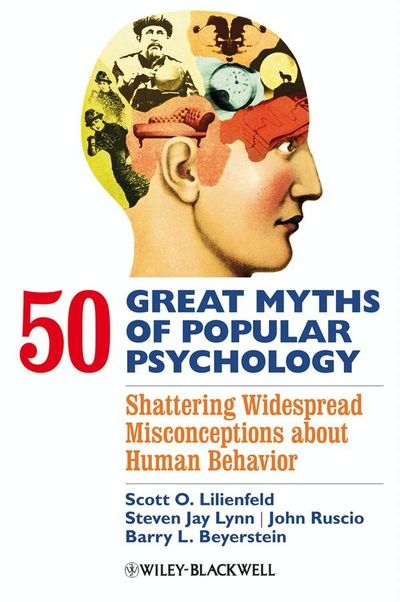 50
GREAT MYTHS
OF POPULAR
PSYCHOLOGY
Shattering Widespread
Misconceptions about
Human Behavior
Scott O. Lilienfeld
Steven Jay Lynn | John Ruscio
Barry L. Beyerstein
WILEY-BLACKWELL